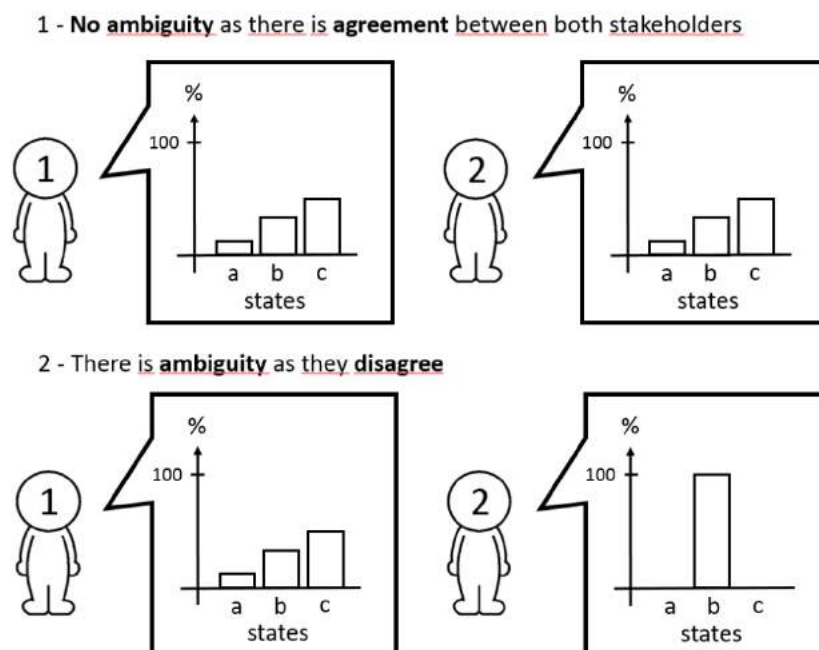 1 - No ambiguity as there is agreement between both stakeholders
%
100
1
a b c
states
%
100
2
a b c
states
2 - There is ambiguity as they disagree
%
100
1
a b c
states
%
100
2
a b c
states